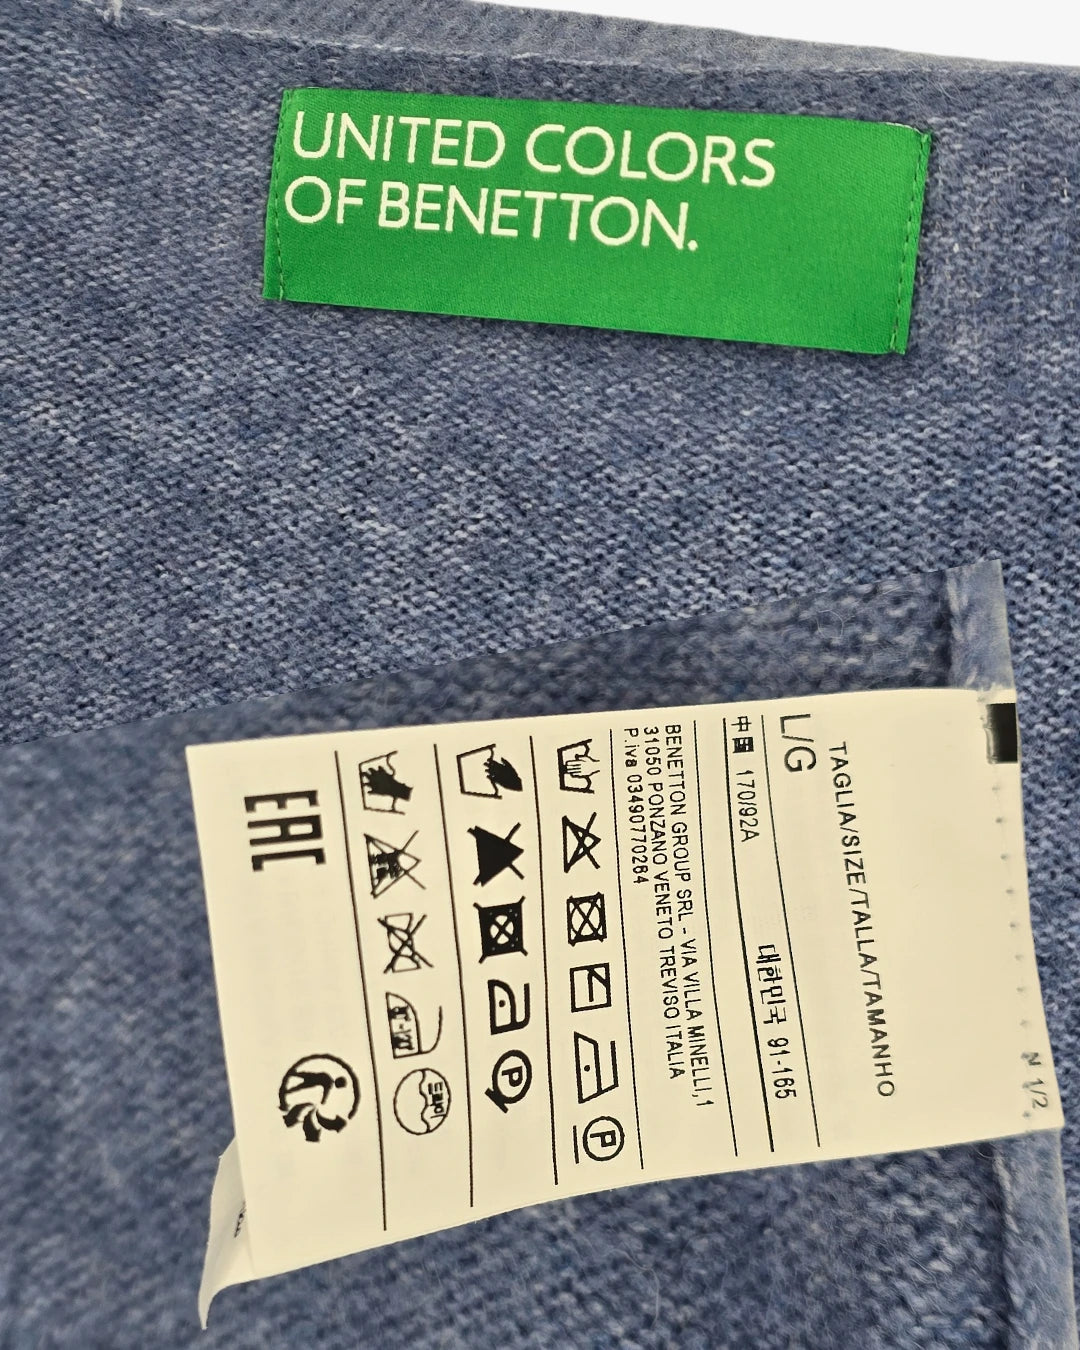 UNITED COLORS
OF BENETTON.
N 1/2
TAGLIA/SIZE/TALLA/TAMANHO
L/G
中国 170/92A
대한민국 91-165
BENETTON GROUP SRL - VIA VILLA MINELLI,1
31050 PONZANO VENETO TREVISO ITALIA
P.iva 03490770264
P
P
EAC